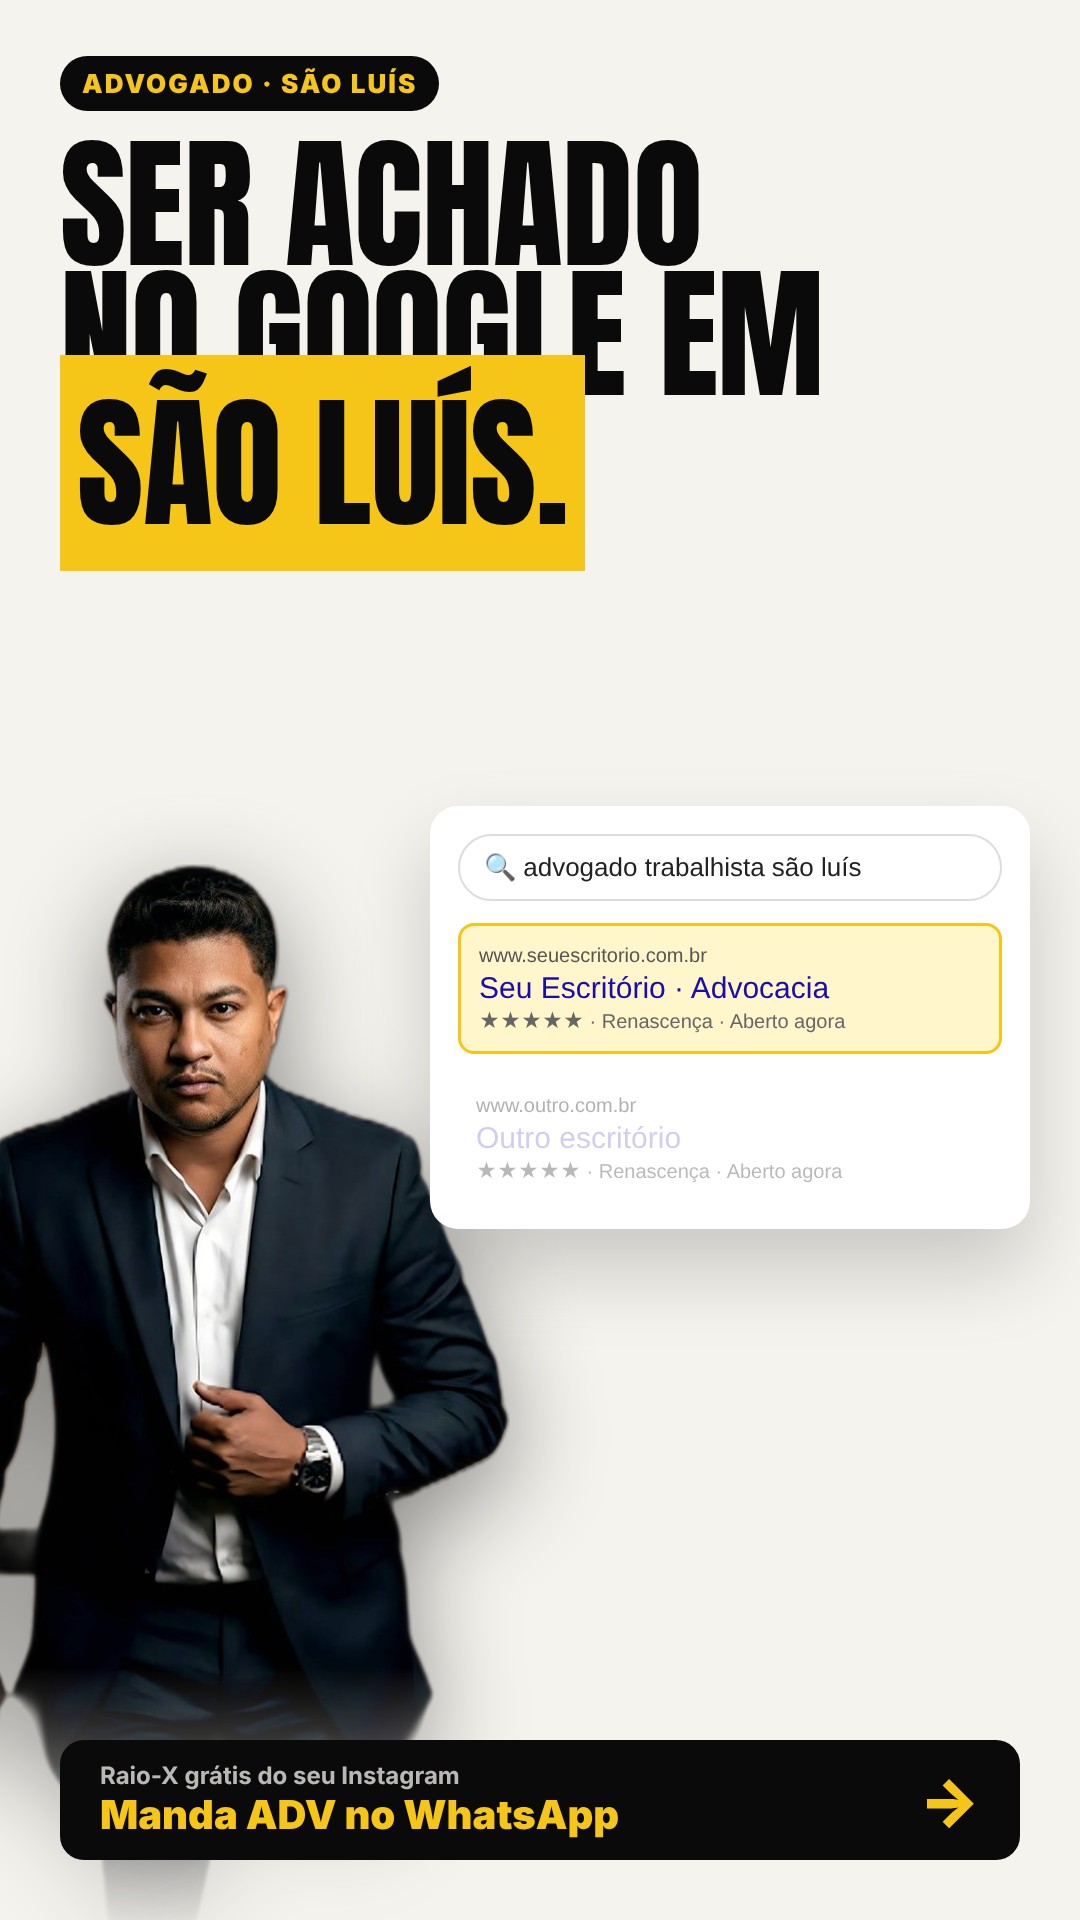 ADVOGADO · SÃO LUÍS
SER ACHADO
NO GOOGLE EM
SÃO LUÍS.
🔍 advogado trabalhista são luís
www.seuescritorio.com.br
Seu Escritório · Advocacia
★★★★★ · Renascença · Aberto agora
www.outro.com.br
Outro escritório
★★★★★ · Renascença · Aberto agora
Raio-X grátis do seu Instagram
Manda ADV no WhatsApp →